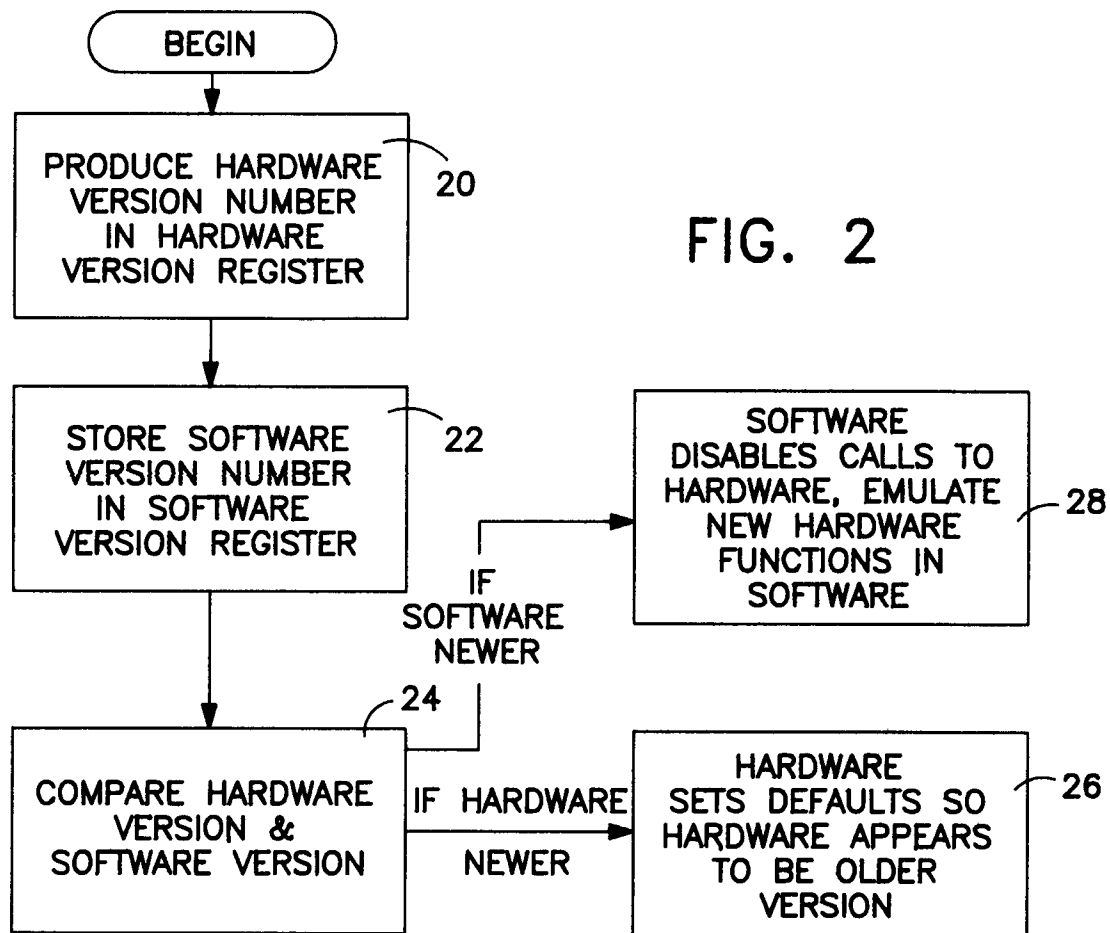 BEGIN
PRODUCE HARDWARE
VERSION NUMBER
IN HARDWARE
VERSION REGISTER
20
FIG. 2
STORE SOFTWARE
VERSION NUMBER
IN SOFTWARE
VERSION REGISTER
22
SOFTWARE
DISABLES CALLS TO
HARDWARE, EMULATE
NEW HARDWARE
FUNCTIONS IN
SOFTWARE
28
IF
SOFTWARE
NEWER
24
COMPARE HARDWARE
VERSION &
SOFTWARE VERSION
IF HARDWARE
NEWER
HARDWARE
SETS DEFAULTS SO
HARDWARE APPEARS
TO BE OLDER
VERSION
26